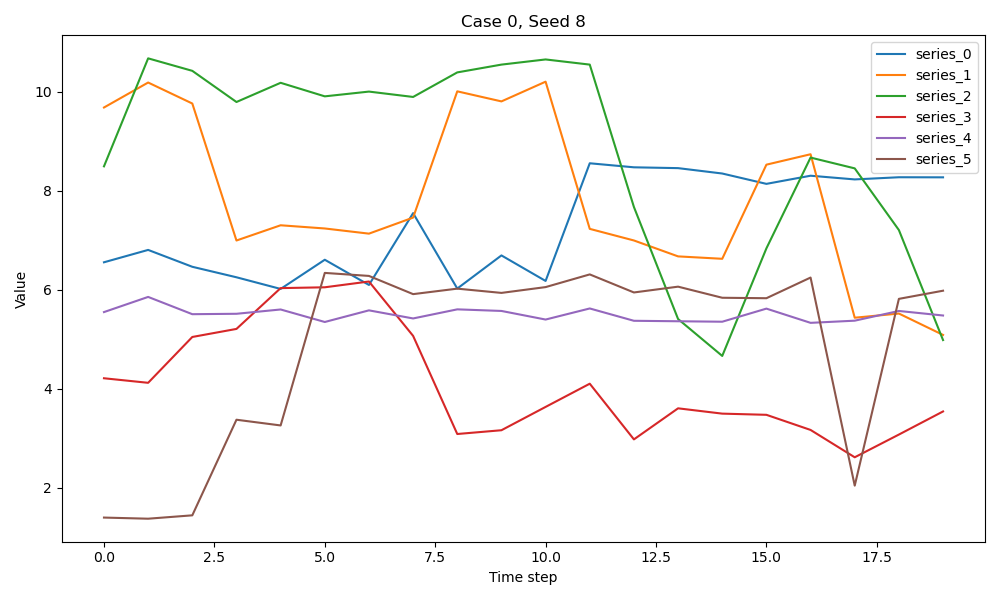 Case 0, Seed 8
series_0
series_1
series_2
series_3
series_4
series_5
Value
10
8
6
4
2
0.0 2.5 5.0 7.5 10.0 12.5 15.0 17.5
Time step